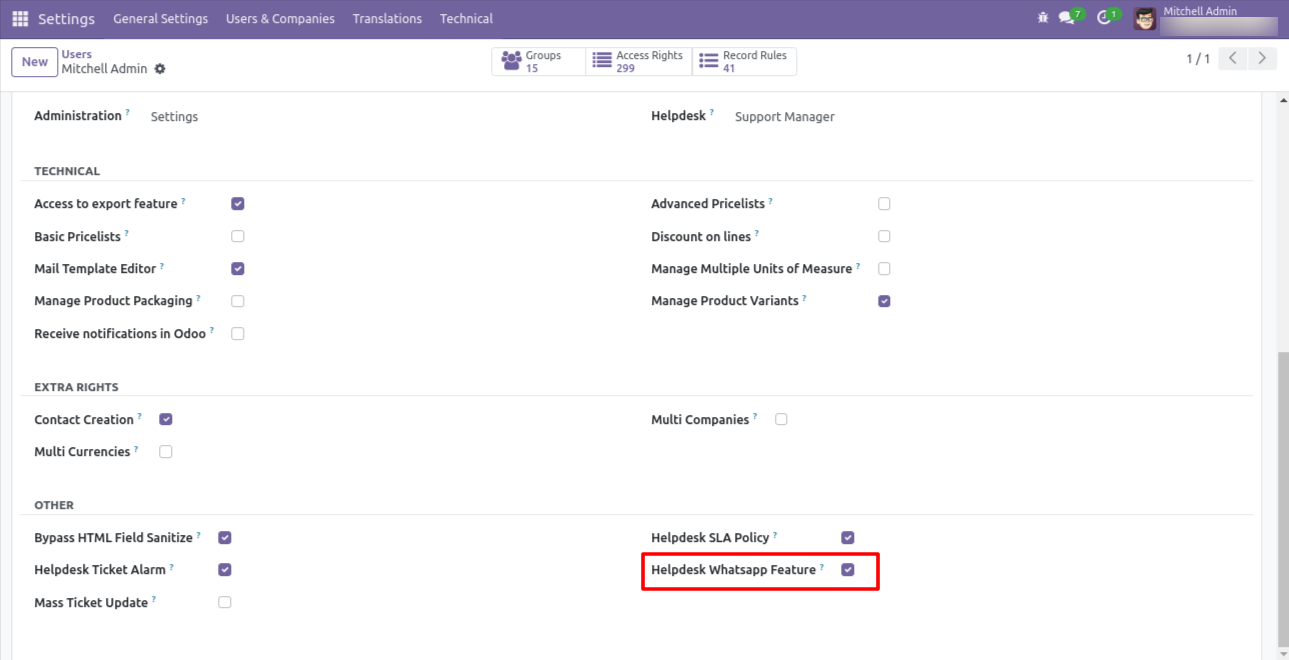 Settings General Settings Users & Companies Translations Technical 7 1 Mitchell Admin
New Users Groups Access Rights Record Rules 1 / 1
Mitchell Admin 15 299 41
Administration ? Settings Helpdesk ? Support Manager
TECHNICAL
Access to export feature ? Advanced Pricelists ?
Basic Pricelists ? Discount on lines ?
Mail Template Editor ? Manage Multiple Units of Measure ?
Manage Product Packaging ? Manage Product Variants ?
Receive notifications in Odoo ?
EXTRA RIGHTS
Contact Creation ? Multi Companies ?
Multi Currencies ?
OTHER
Bypass HTML Field Sanitize ? Helpdesk SLA Policy ?
Helpdesk Ticket Alarm ? Helpdesk Whatsapp Feature ?
Mass Ticket Update ?